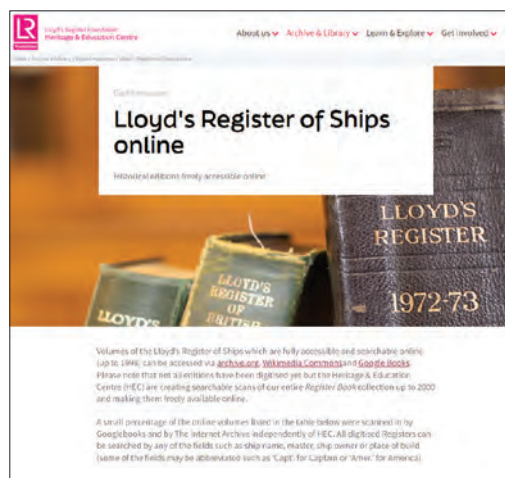 LR
Lloyd's Register Foundation
Heritage & Education Centre
About us Archive & Library Learn & Explore Get involved
Lloyd's Register of Ships
online
Historical editions freely accessible online
LLOYD'S
REGISTER
1972-73
LLOYD'S
REGISTER
OF
BRITISH
LLOYD'S
Volumes of the Lloyd's Register of Ships which are fully accessible and searchable online
(up to 1998) can be accessed via archive.org, Wikimedia Commonsand Google Books.
Please note that not all editions have been digitised yet but the Heritage & Education
Centre (HEC) are creating searchable scans of our entire Register Book collection up to 2000
and making them freely available online.
A small percentage of the online volumes listed in the table below were scanned in by
Googlebooks and by The Internet Archive independently of HEC. All digitised Registers can
be searched by any of the fields such as ship name, master, ship owner or place of build
(some of the fields may be abbreviated such as 'Capt'. for Captain or 'Amer.' for America)